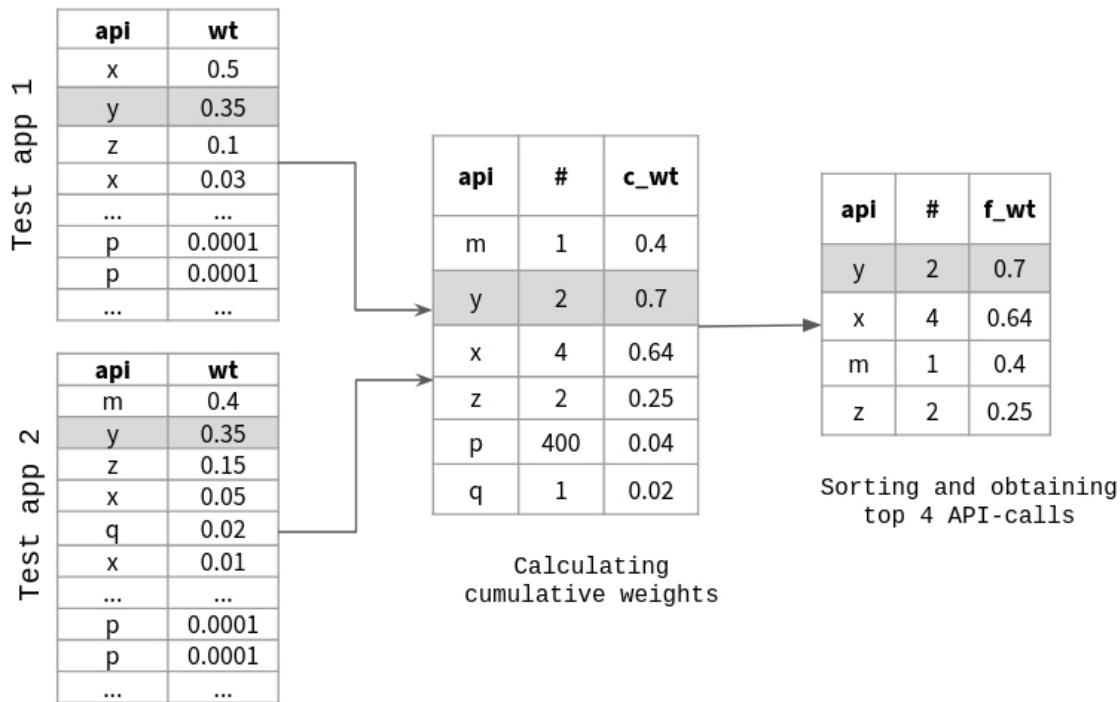 Test app 1
api wt
x 0.5
y 0.35
z 0.1
x 0.03
... ...
p 0.0001
p 0.0001
... ...
Test app 2
api wt
m 0.4
y 0.35
z 0.15
x 0.05
q 0.02
x 0.01
... ...
p 0.0001
p 0.0001
... ...
api # c_wt
m 1 0.4
y 2 0.7
x 4 0.64
z 2 0.25
p 400 0.04
q 1 0.02
Calculating
cumulative weights
api # f_wt
y 2 0.7
x 4 0.64
m 1 0.4
z 2 0.25
Sorting and obtaining
top 4 API-calls